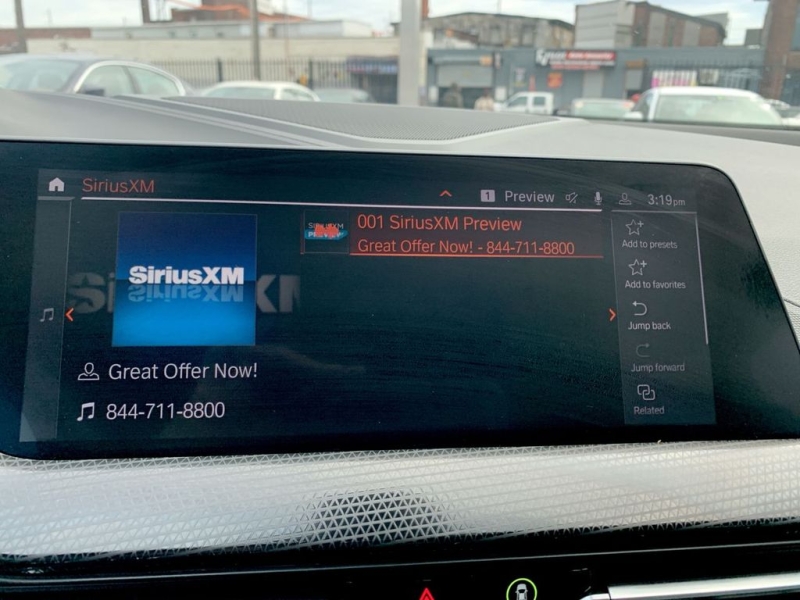 SiriusXM
1 Preview 3:19pm
SiriusXM
001 SiriusXM Preview
Great Offer Now! - 844-711-8800
Great Offer Now!
844-711-8800
Add to presets
Add to favorites
Jump back
Jump forward
Related